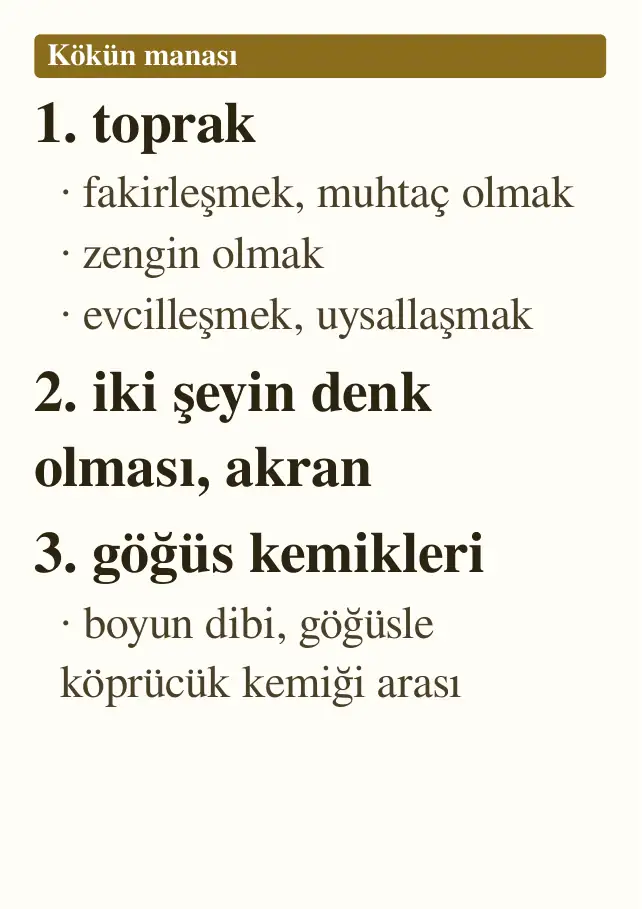 Kökün manası
1. toprak
· fakirleşmek, muhtaç olmak
· zengin olmak
· evcilleşmek, uysallaşmak
2. iki şeyin denk
olması, akran
3. göğüs kemikleri
· boyun dibi, göğüsle
köprücük kemiği arası